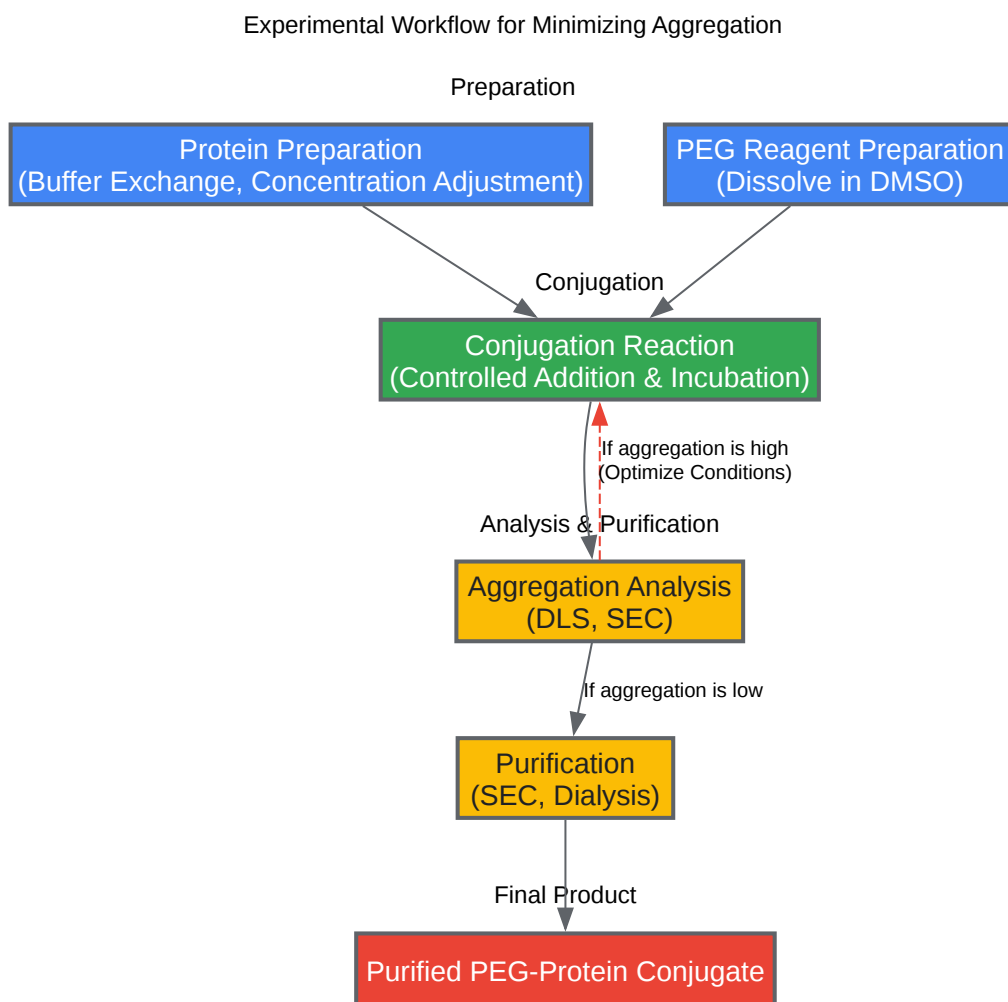 Experimental Workflow for Minimizing Aggregation
Preparation
Protein Preparation
(Buffer Exchange, Concentration Adjustment)
PEG Reagent Preparation
(Dissolve in DMSO)
Conjugation
Conjugation Reaction
(Controlled Addition & Incubation)
If aggregation is high
(Optimize Conditions)
Analysis & Purification
Aggregation Analysis
(DLS, SEC)
If aggregation is low
Purification
(SEC, Dialysis)
Final Product
Purified PEG-Protein Conjugate